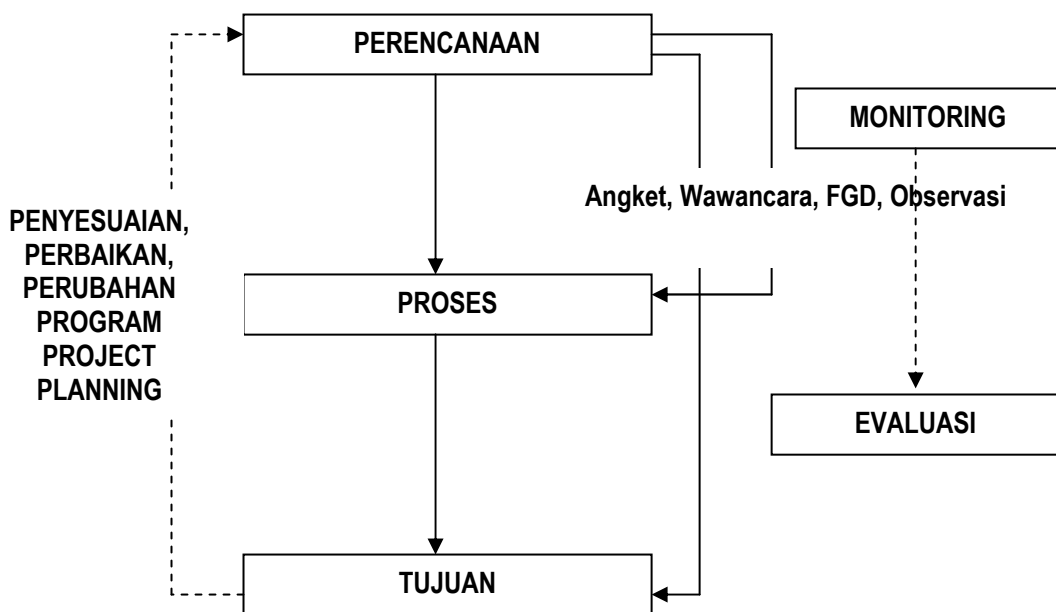 PERENCANAAN
MONITORING
Angket, Wawancara, FGD, Observasi
PENYESUAIAN,
PERBAIKAN,
PERUBAHAN
PROGRAM
PROJECT
PLANNING
PROSES
EVALUASI
TUJUAN